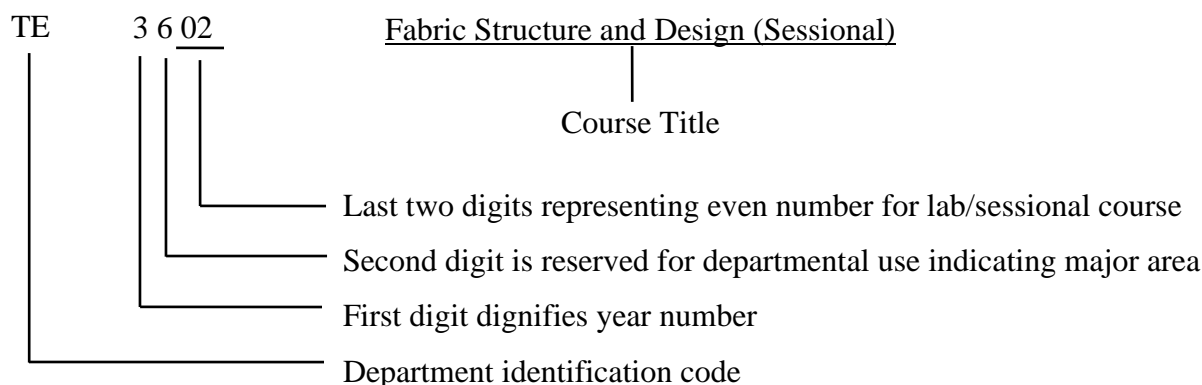 TE 3 6 02 Fabric Structure and Design (Sessional)
Course Title
Last two digits representing even number for lab/sessional course
Second digit is reserved for departmental use indicating major area
First digit dignifies year number
Department identification code